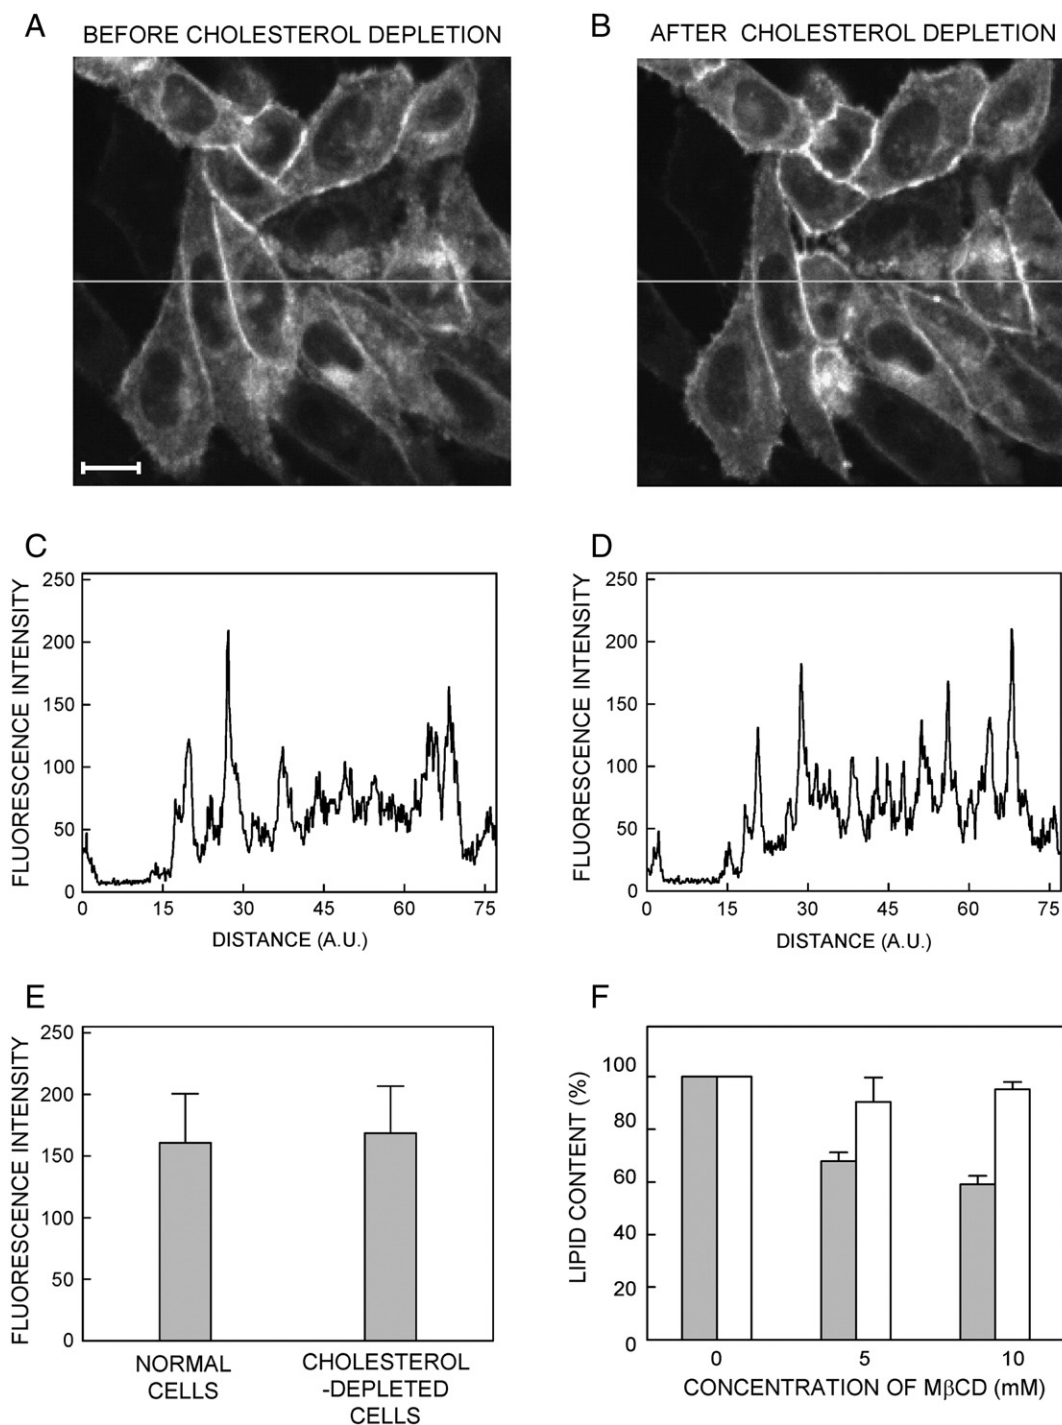 A
BEFORE CHOLESTEROL DEPLETION
B
AFTER CHOLESTEROL DEPLETION
C
FLUORESCENCE INTENSITY
250
200
150
100
50
0
0 15 30 45 60 75
DISTANCE (A.U.)
D
FLUORESCENCE INTENSITY
250
200
150
100
50
0
0 15 30 45 60 75
DISTANCE (A.U.)
E
FLUORESCENCE INTENSITY
250
200
150
100
50
0
NORMAL
CELLS
CHOLESTEROL
-DEPLETED
CELLS
F
LIPID CONTENT (%)
100
80
60
40
20
0
0 5 10
CONCENTRATION OF MβCD (mM)